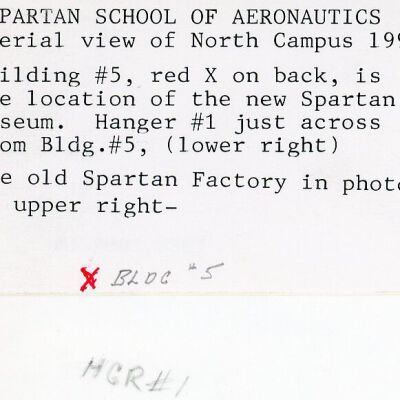 PARTAN SCHOOL OF AERONAUTICS
erial view of North Campus 199
ilding #5, red X on back, is
e location of the new Spartan
seum. Hanger #1 just across
om Bldg.#5, (lower right)
e old Spartan Factory in photo
upper right-
X BLDG #5
HGR#1